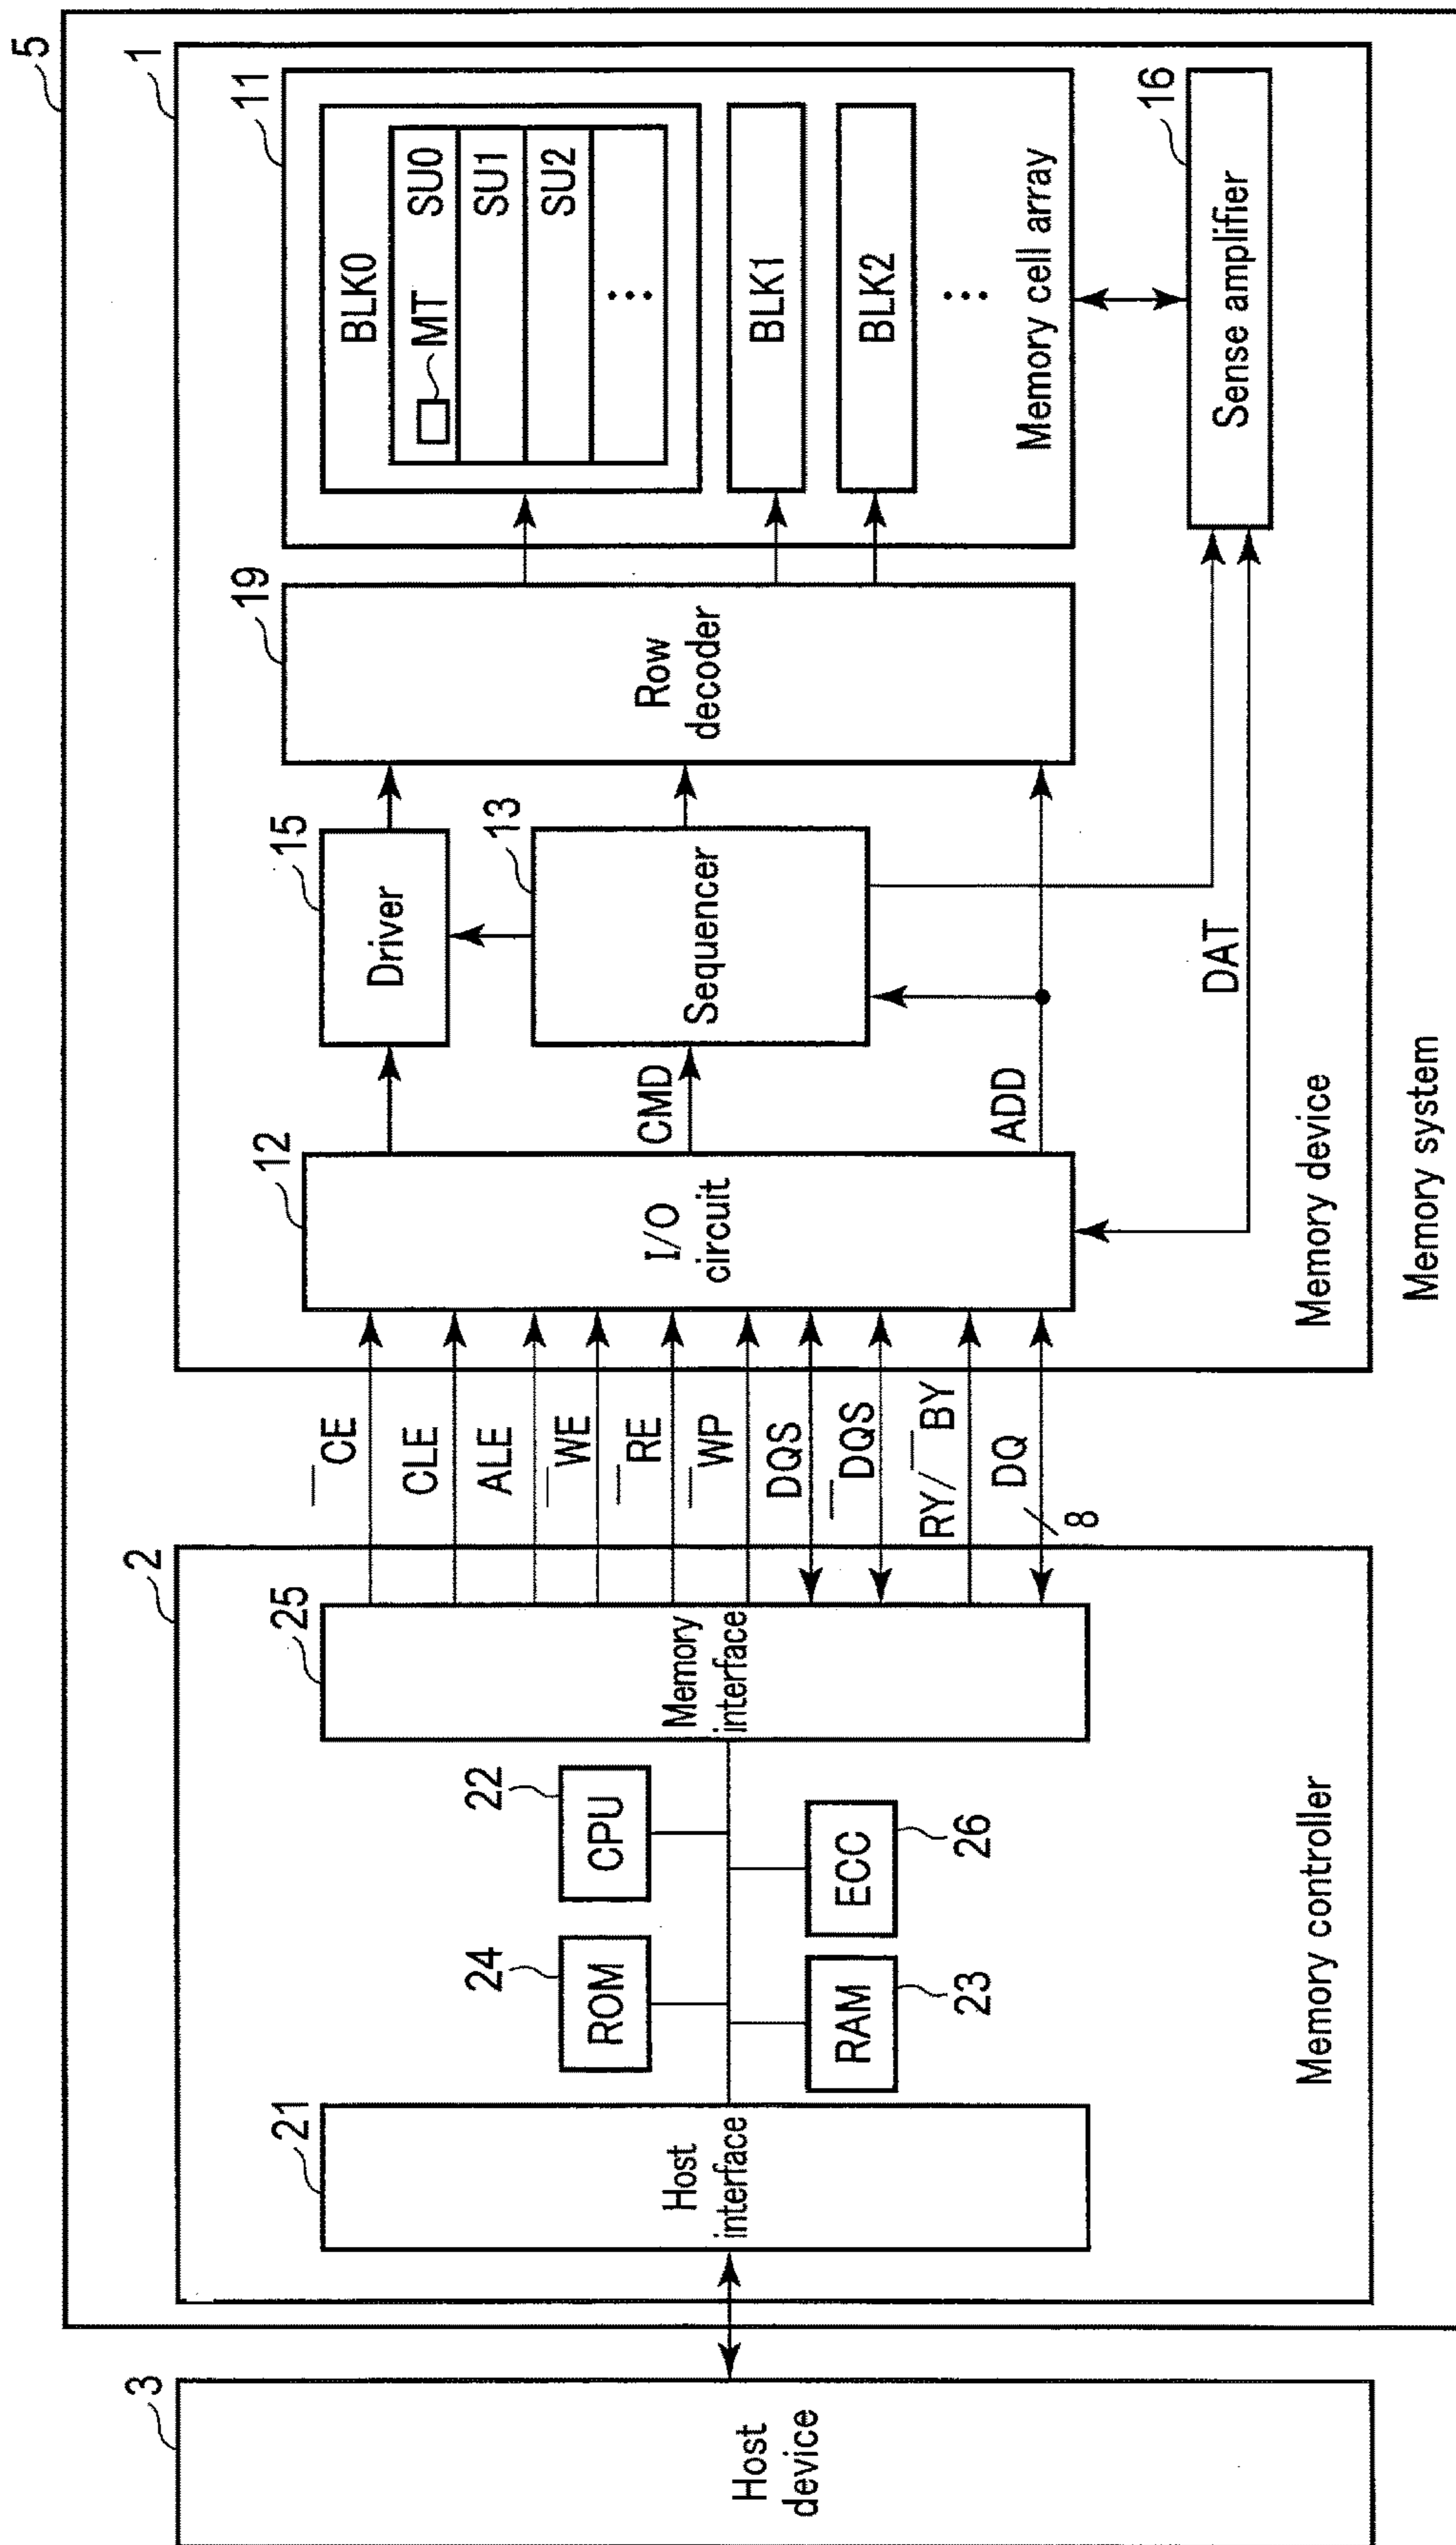 5
3
Host
device
2
21
Host
interface
24
ROM
22
CPU
RAM
23
ECC
26
25
Memory
interface
Memory controller
‾CE
CLE
ALE
‾WE
‾RE
‾WP
DQS
‾DQS
RY/‾BY
DQ
8
1
12
I/O
circuit
CMD
ADD
15
Driver
13
Sequencer
DAT
19
Row
decoder
11
BLK0
MT
SU0
SU1
SU2
⋮
BLK1
BLK2
⋮
Memory cell array
16
Sense amplifier
Memory device
Memory system